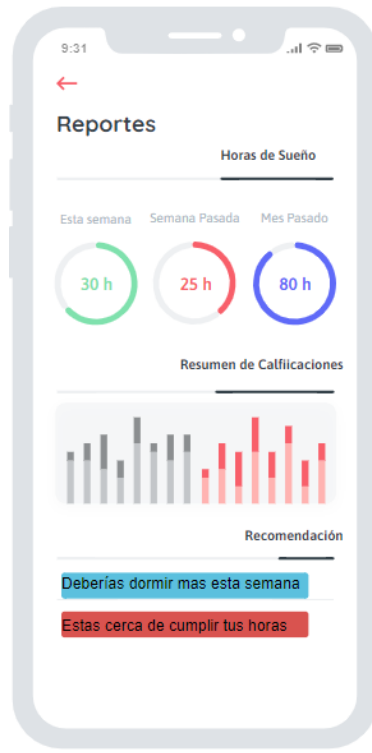 9:31
Reportes
Horas de Sueño
Esta semana Semana Pasada Mes Pasado
30 h 25 h 80 h
Resumen de Calfiicaciones
Recomendación
Deberías dormir mas esta semana
Estas cerca de cumplir tus horas